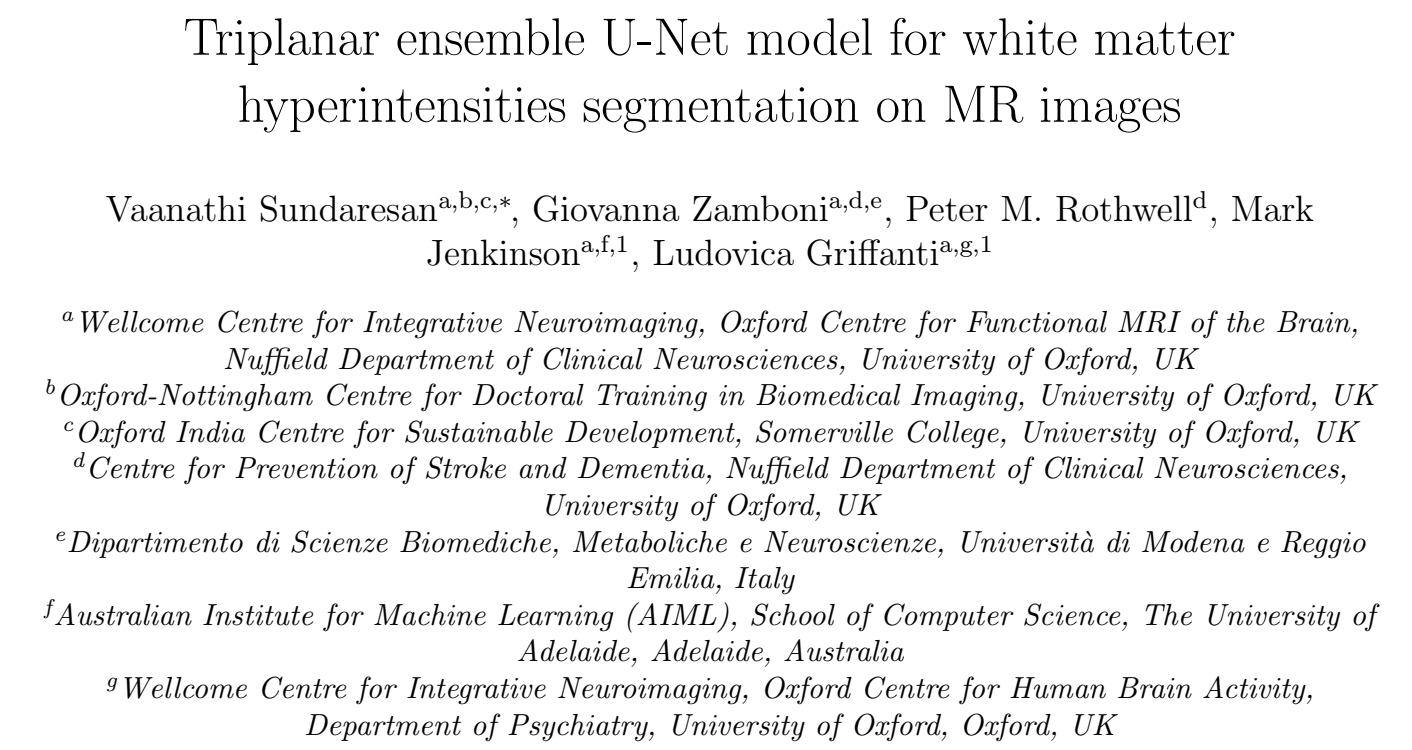 Triplanar ensemble U-Net model for white matter
hyperintensities segmentation on MR images
Vaanathi Sundaresan^a,b,c,*, Giovanna Zamboni^a,d,e, Peter M. Rothwell^d, Mark
Jenkinson^a,f,1, Ludovica Griffanti^a,g,1
^a Wellcome Centre for Integrative Neuroimaging, Oxford Centre for Functional MRI of the Brain,
Nuffield Department of Clinical Neurosciences, University of Oxford, UK
^b Oxford-Nottingham Centre for Doctoral Training in Biomedical Imaging, University of Oxford, UK
^c Oxford India Centre for Sustainable Development, Somerville College, University of Oxford, UK
^d Centre for Prevention of Stroke and Dementia, Nuffield Department of Clinical Neurosciences,
University of Oxford, UK
^e Dipartimento di Scienze Biomediche, Metaboliche e Neuroscienze, Università di Modena e Reggio
Emilia, Italy
^f Australian Institute for Machine Learning (AIML), School of Computer Science, The University of
Adelaide, Adelaide, Australia
^g Wellcome Centre for Integrative Neuroimaging, Oxford Centre for Human Brain Activity,
Department of Psychiatry, University of Oxford, Oxford, UK